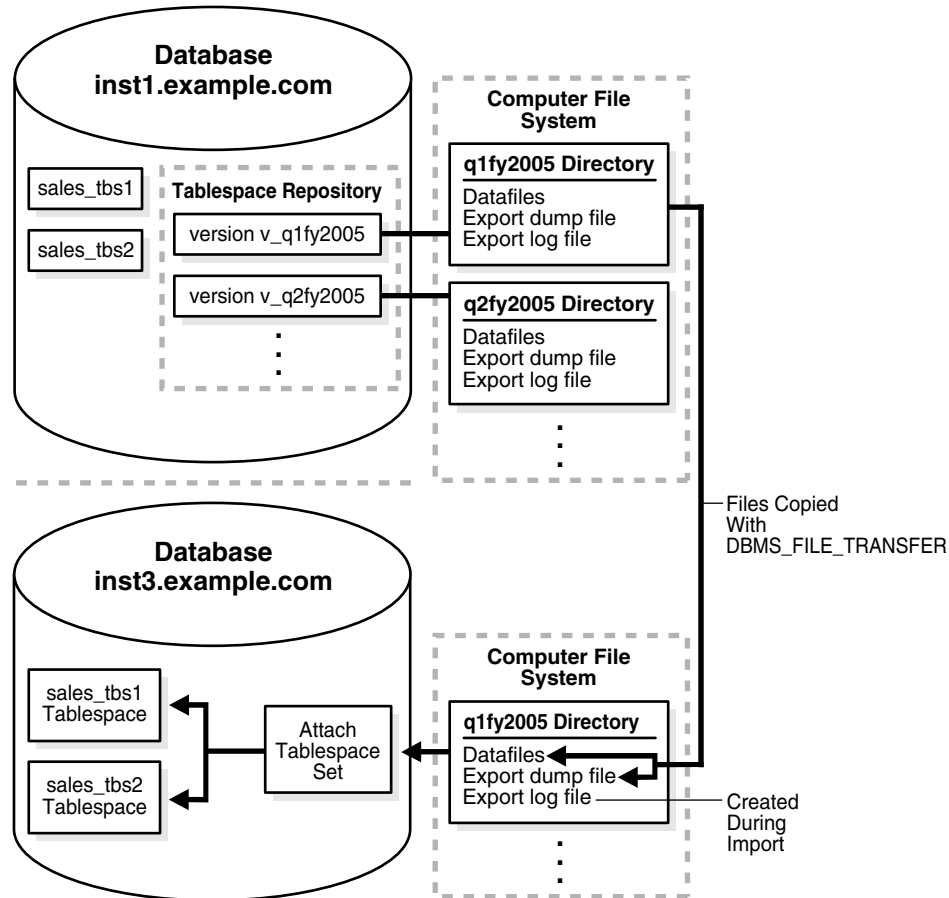 Database
inst1.example.com
sales_tbs1
sales_tbs2
Tablespace Repository
version v_q1fy2005
version v_q2fy2005
Computer File
System
q1fy2005 Directory
Datafiles
Export dump file
Export log file
q2fy2005 Directory
Datafiles
Export dump file
Export log file
Files Copied
With
DBMS_FILE_TRANSFER
Database
inst3.example.com
sales_tbs1
Tablespace
sales_tbs2
Tablespace
Attach
Tablespace
Set
Computer File
System
q1fy2005 Directory
Datafiles
Export dump file
Export log file
Created
During
Import